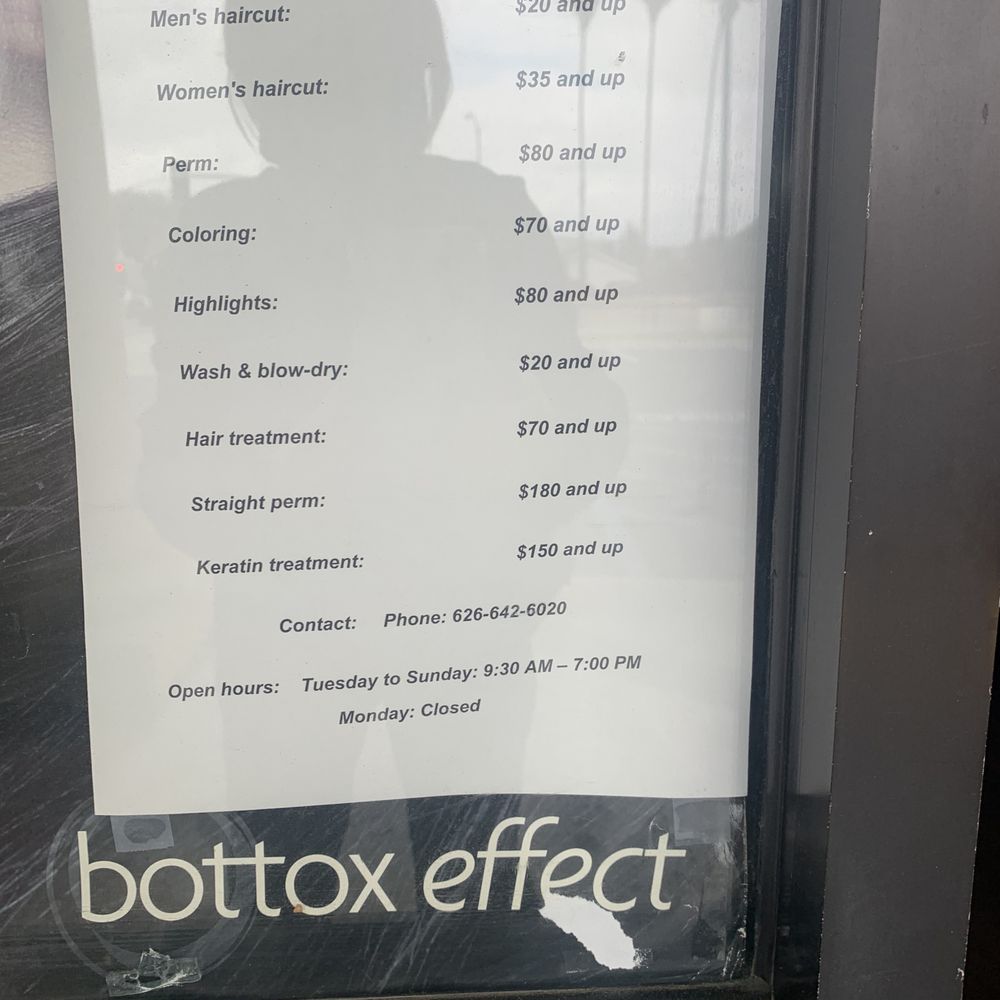 Men's haircut: $20 and up
Women's haircut: $35 and up
Perm: $80 and up
Coloring: $70 and up
Highlights: $80 and up
Wash & blow-dry: $20 and up
Hair treatment: $70 and up
Straight perm: $180 and up
Keratin treatment: $150 and up
Contact: Phone: 626-642-6020
Open hours: Tuesday to Sunday: 9:30 AM – 7:00 PM
Monday: Closed
bottox effect